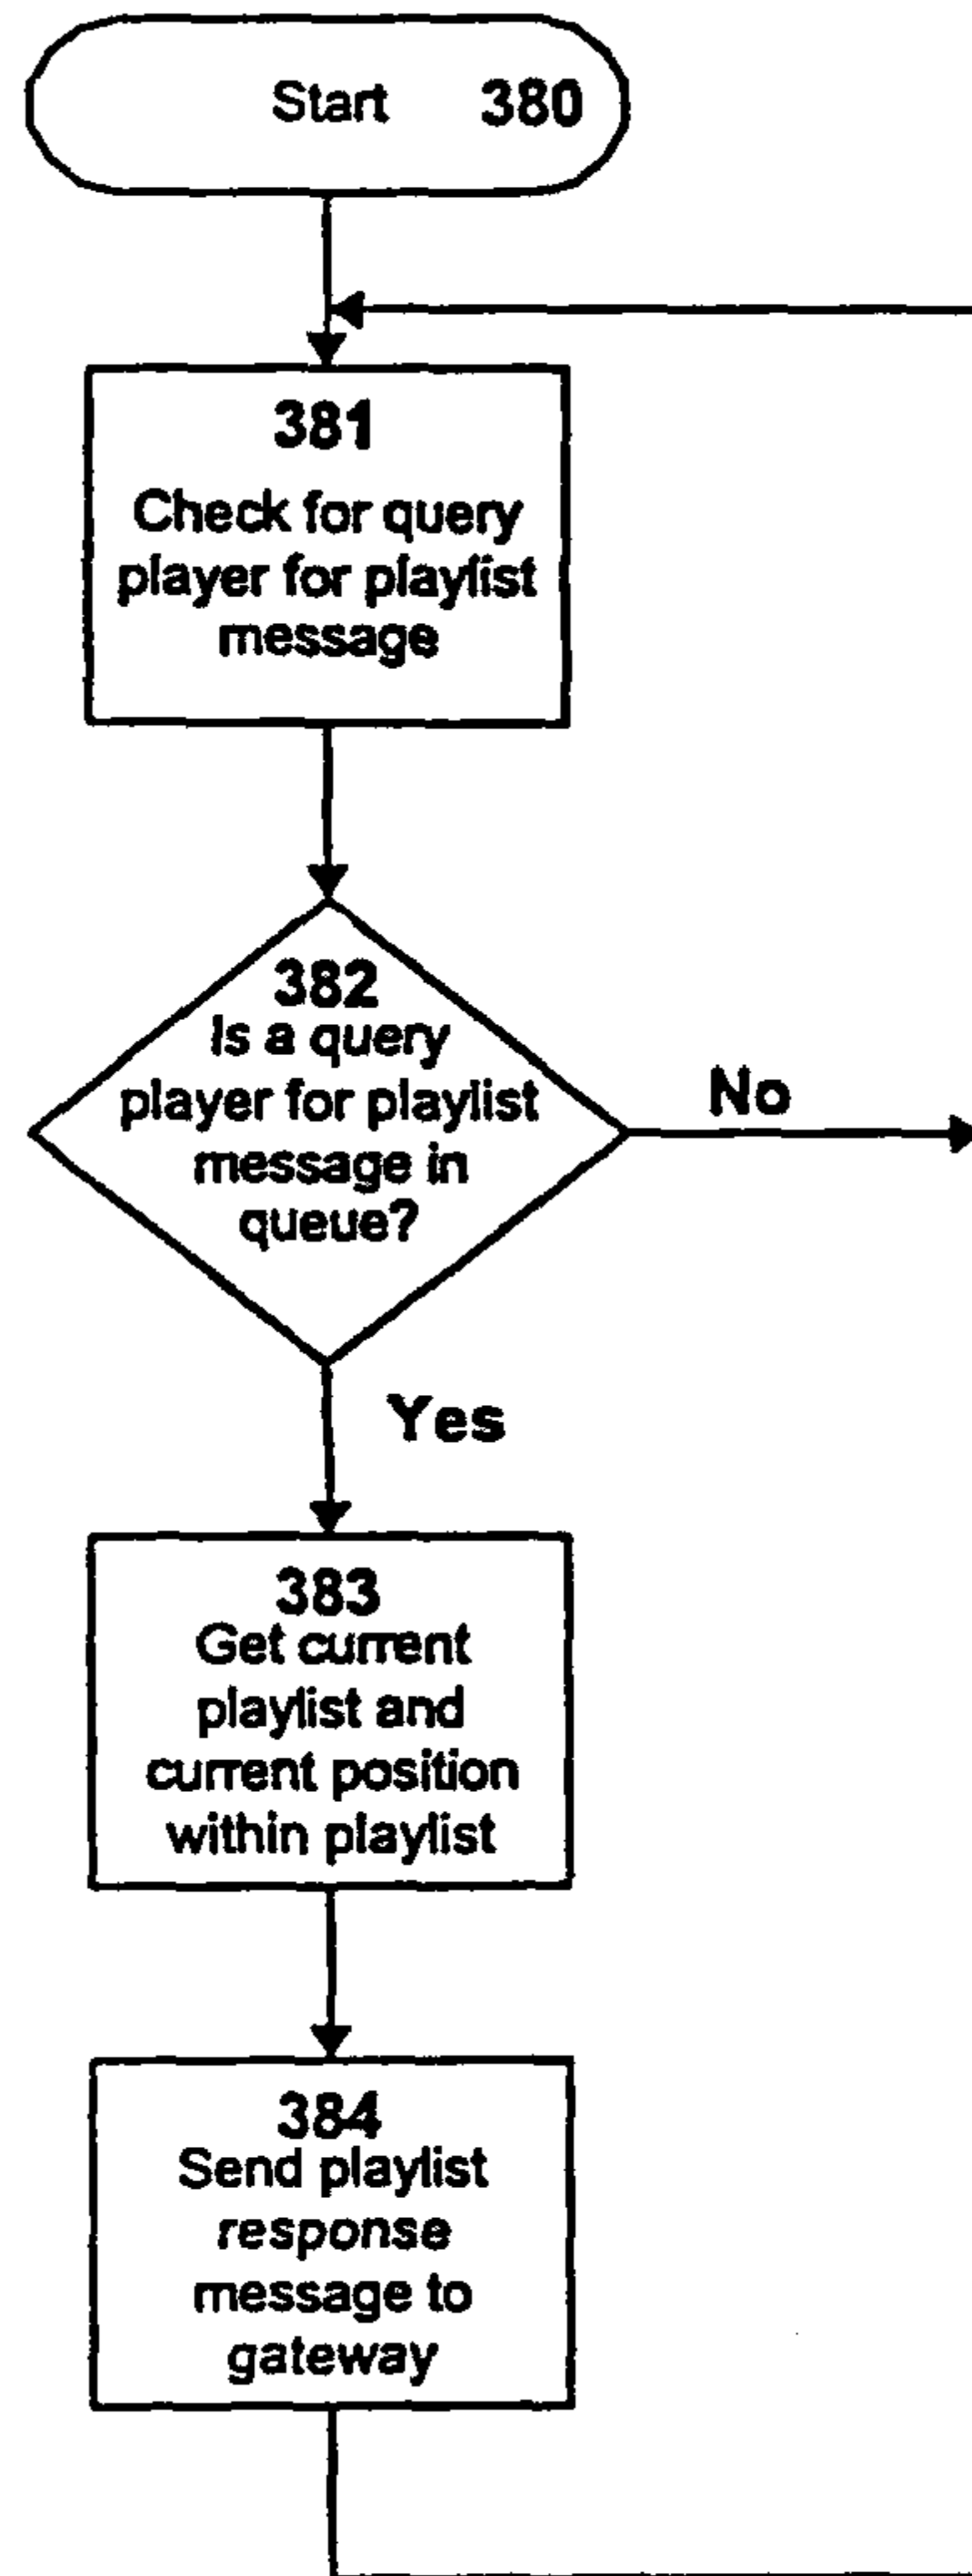 Start 380
381
Check for query
player for playlist
message
382
Is a query
player for playlist
message in
queue?
No
Yes
383
Get current
playlist and
current position
within playlist
384
Send playlist
response
message to
gateway